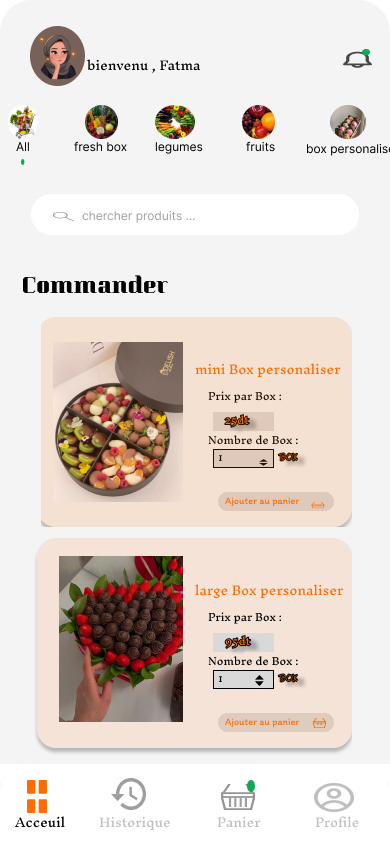 bienvenu , Fatma
All
fresh box
legumes
fruits
box personalise
chercher produits ...
Commander
mini Box personaliser
Prix par Box :
25dt
Nombre de Box :
1 BOX
Ajouter au panier
large Box personaliser
Prix par Box :
95dt
Nombre de Box :
1 BOX
Ajouter au panier
Acceuil
Historique
Panier
Profile